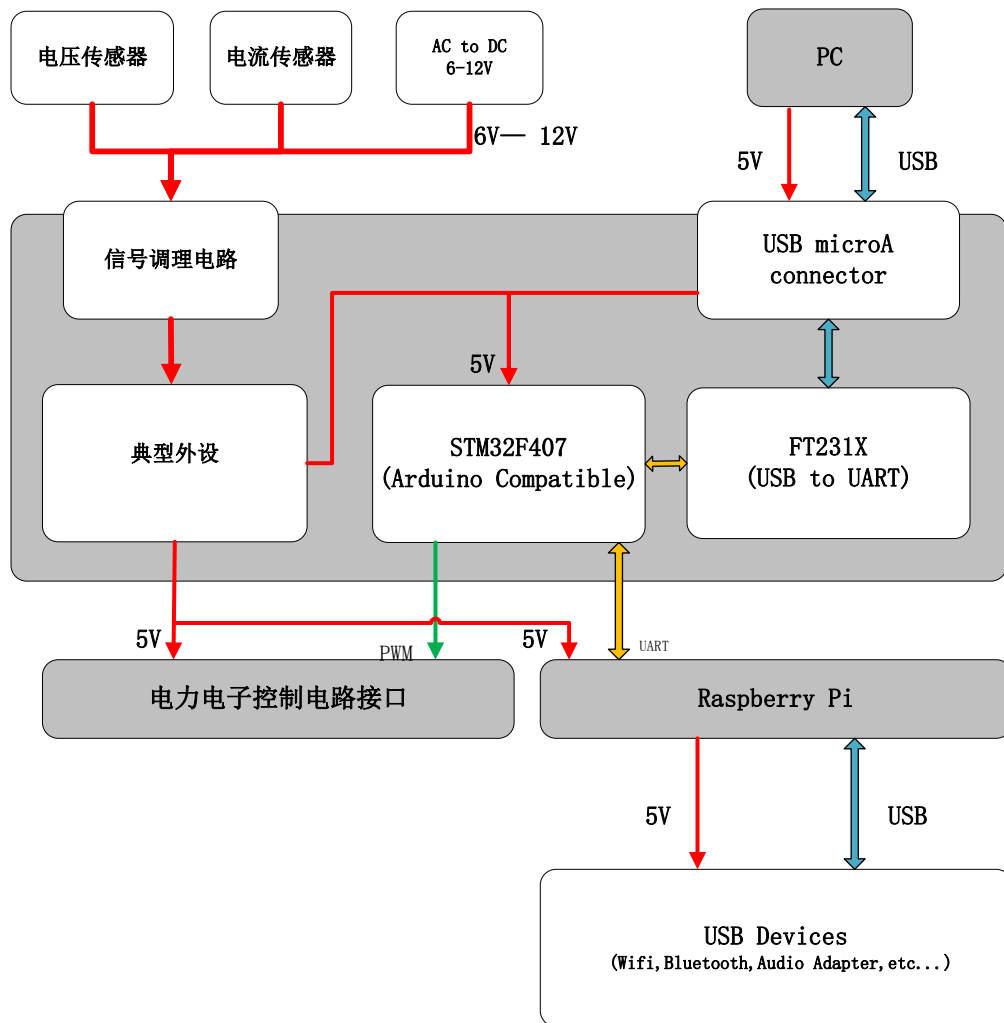 电压传感器
电流传感器
AC to DC
6-12V
PC
6V— 12V
5V
USB
信号调理电路
USB microA
connector
5V
典型外设
STM32F407
(Arduino Compatible)
FT231X
(USB to UART)
5V
PWM
5V
UART
电力电子控制电路接口
Raspberry Pi
5V
USB
USB Devices
(Wifi,Bluetooth,Audio Adapter,etc...)